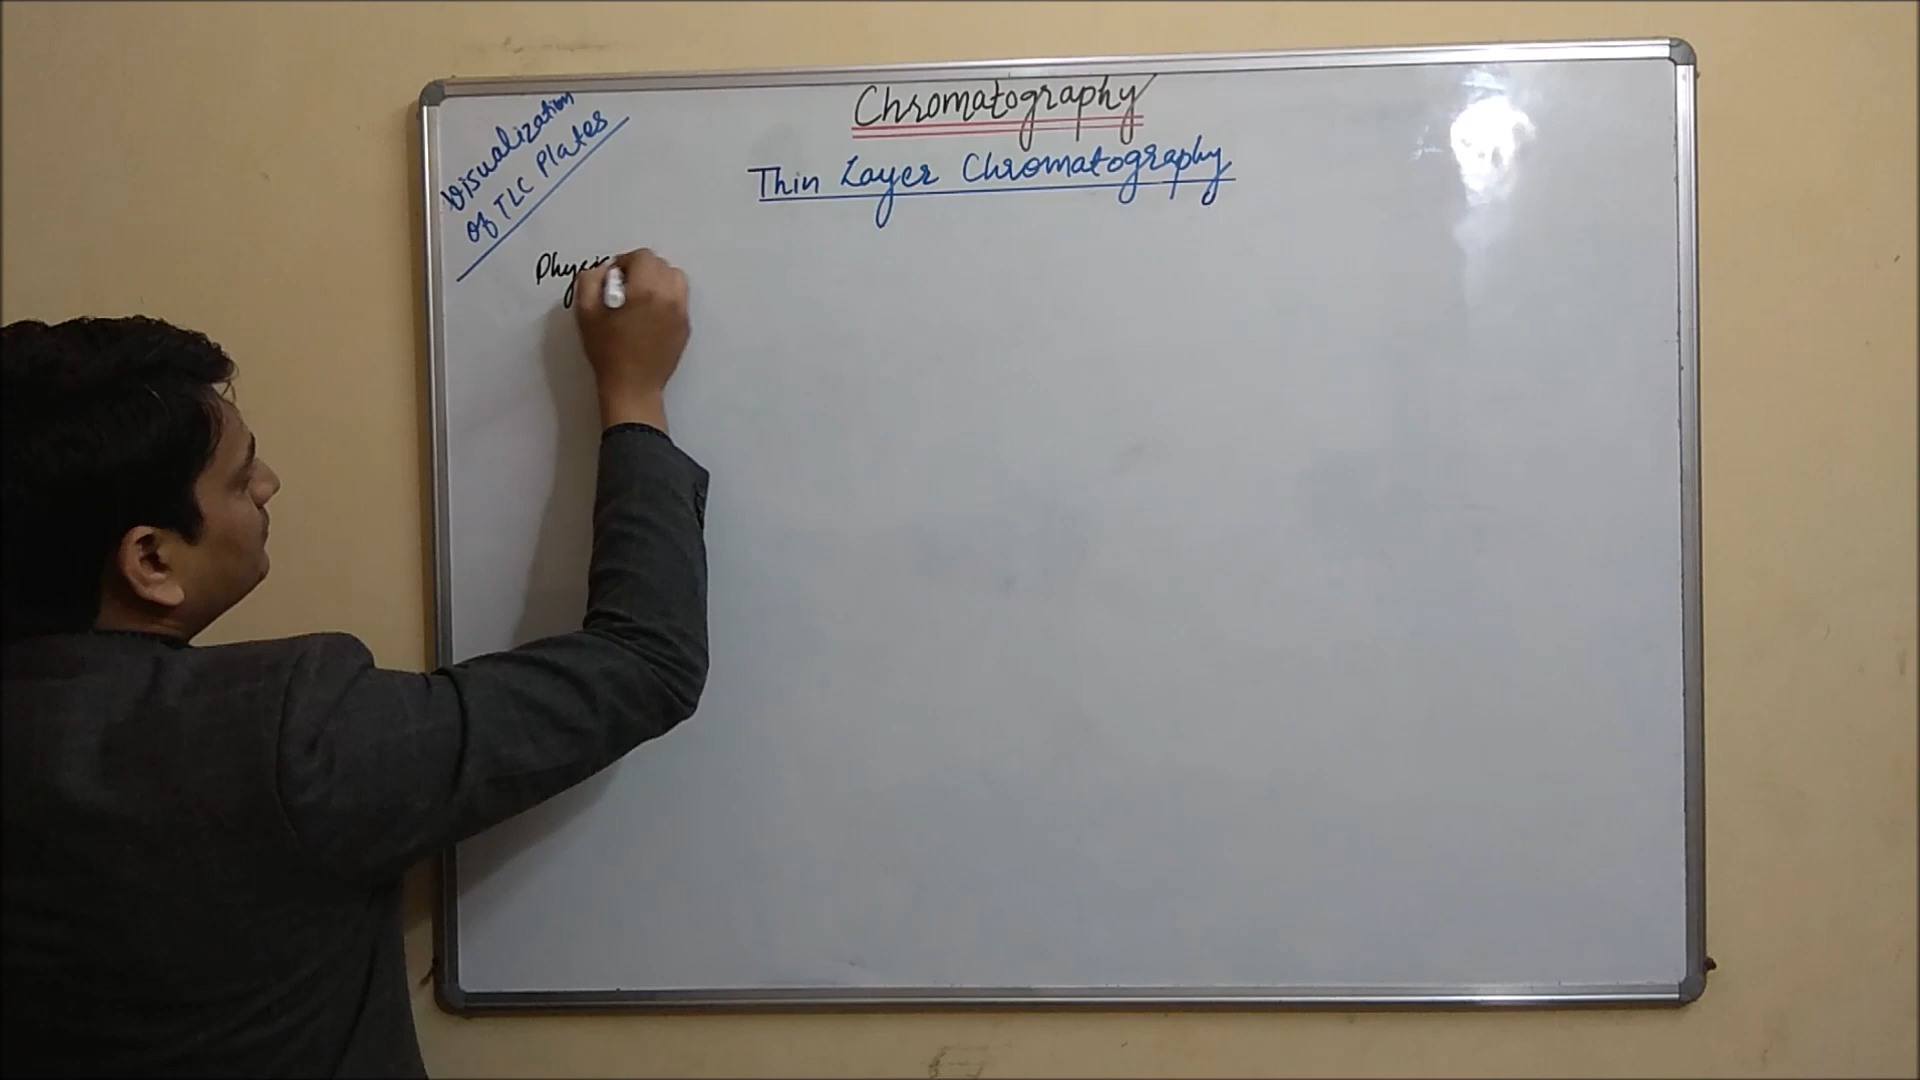 Chromatography
Thin Layer Chromatography
Visualization
of TLC Plates